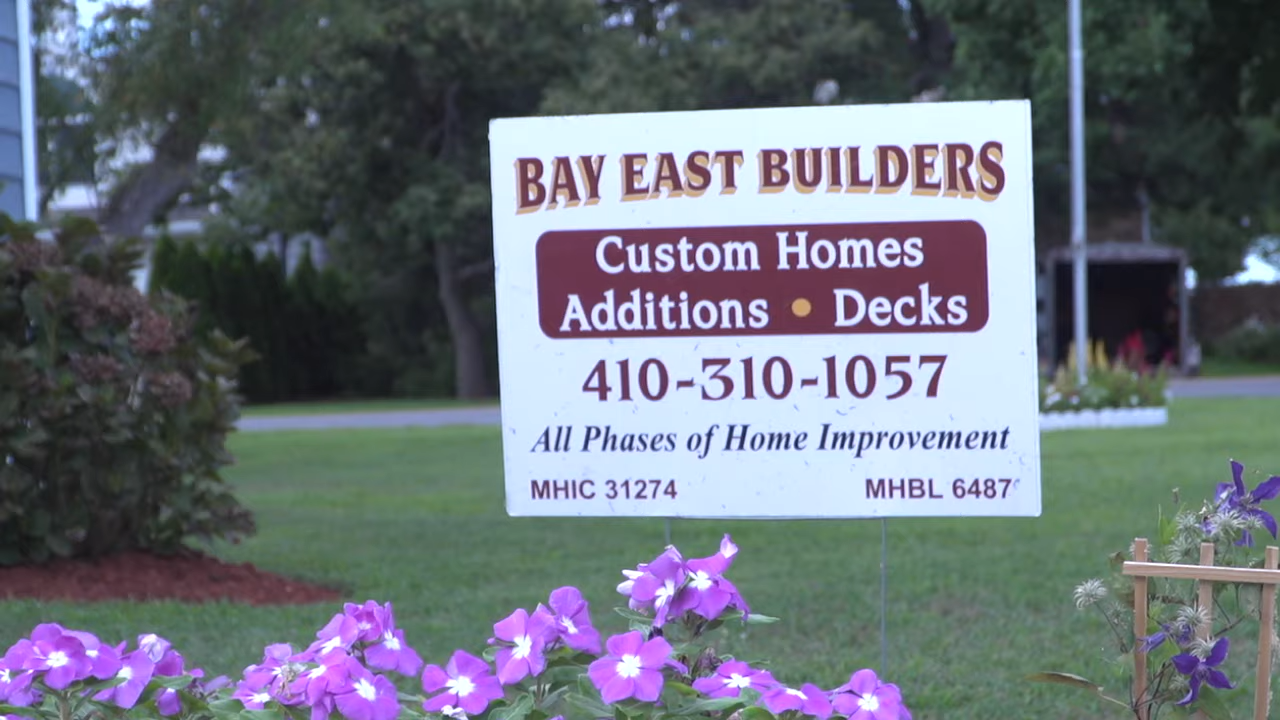 BAY EAST BUILDERS
Custom Homes
Additions • Decks
410-310-1057
All Phases of Home Improvement
MHIC 31274 MHBL 6487